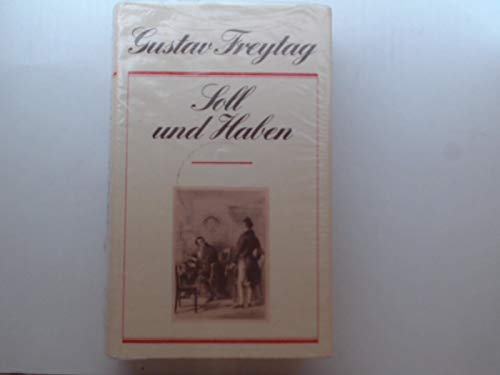 Gustav Freytag
Soll
und Haben